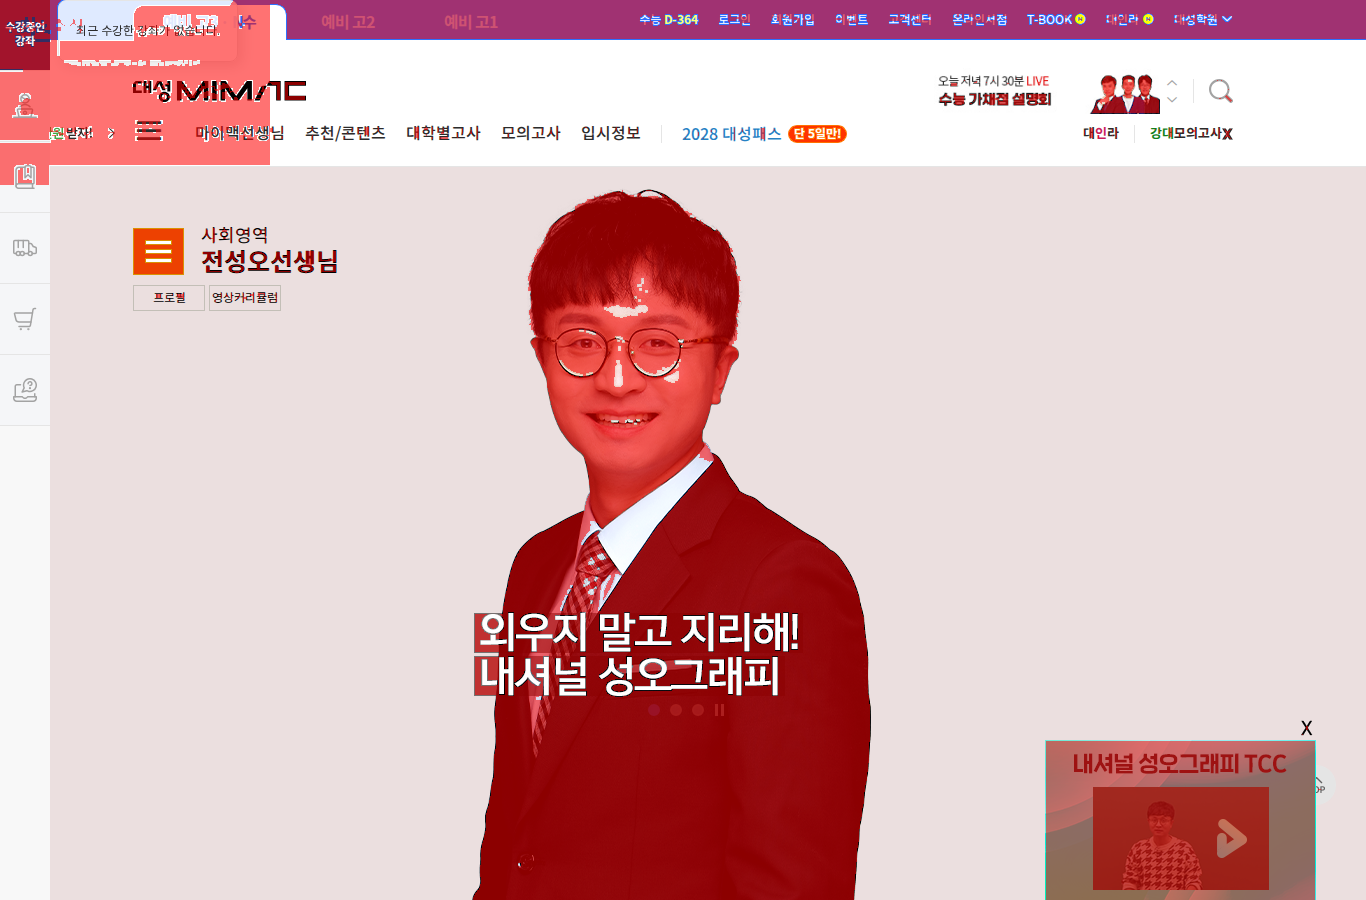 수강중인
강좌
최근 수강한 강좌가 없습니다.
예비 고2
예비 고1
수능 D-364
로그인
회원가입
이벤트
고객센터
온라인서점
T-BOOK N
대인라 N
대성학원
대성 MIMAC
오늘 저녁 7시 30분 LIVE
수능 가채점 설명회
마이맥선생님
추천/콘텐츠
대학별고사
모의고사
입시정보
2028 대성패스
단 5일만!
대인라
강대모의고사X
사회영역
전성오선생님
프로필
영상커리큘럼
외우지 말고 지리해!
내셔널 성오그래피
X
내셔널 성오그래피 TCC